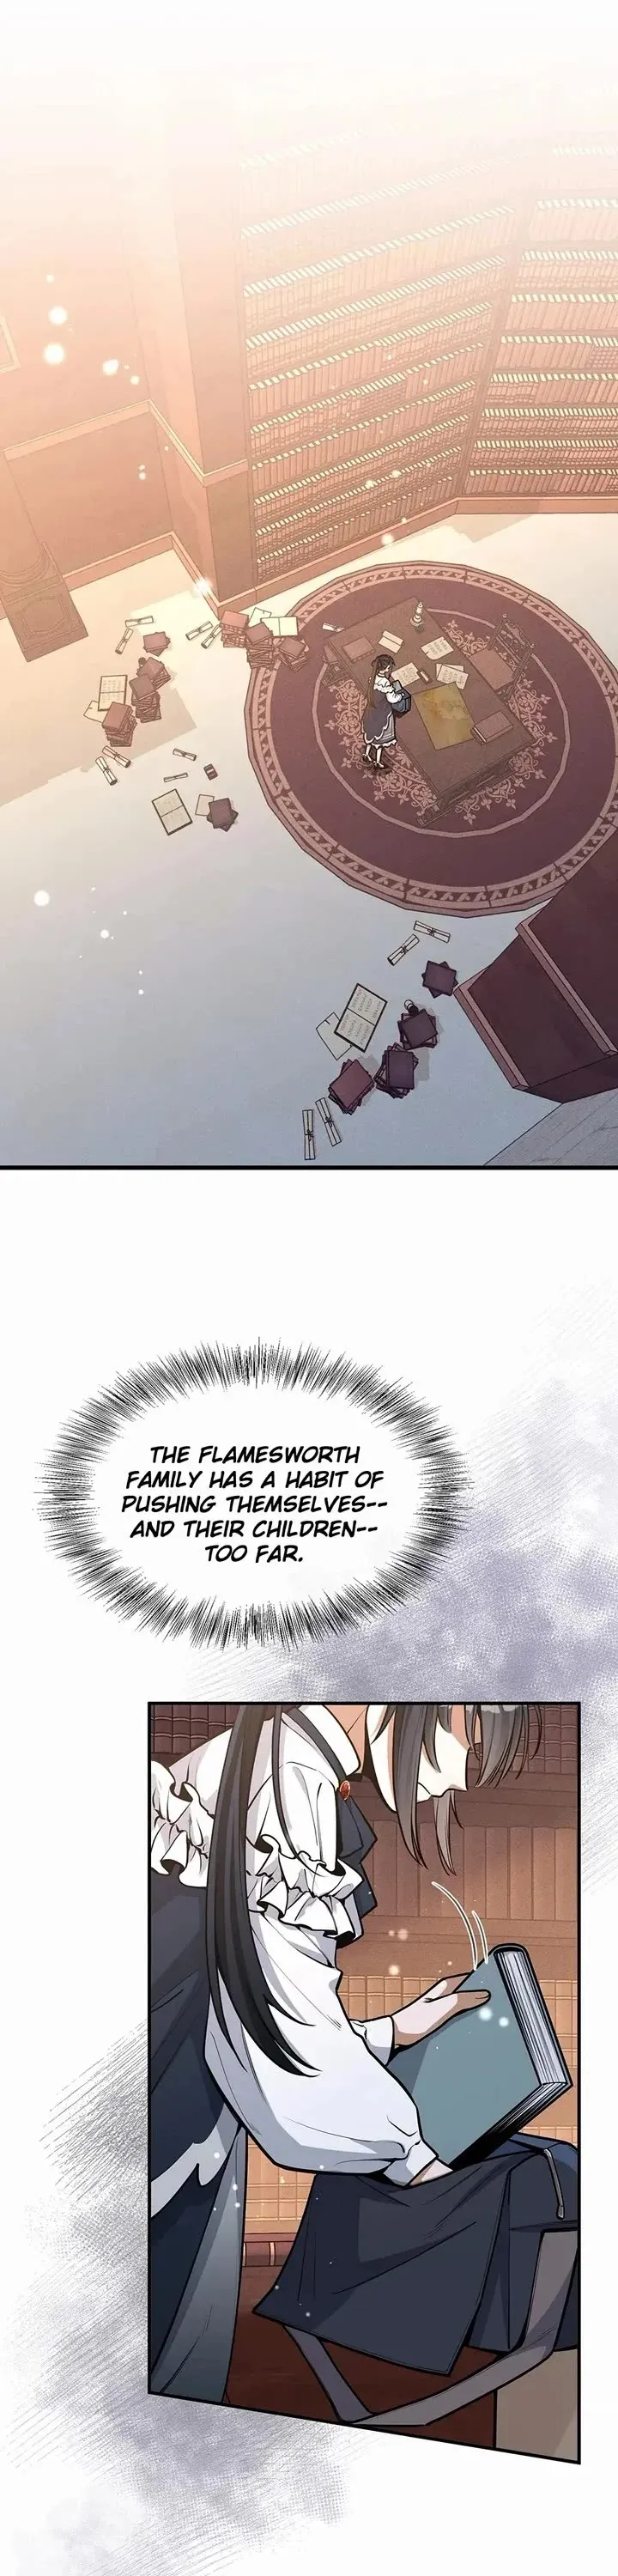 THE FLAMESWORTH
FAMILY HAS A HABIT OF
PUSHING THEMSELVES--
AND THEIR CHILDREN--
TOO FAR.